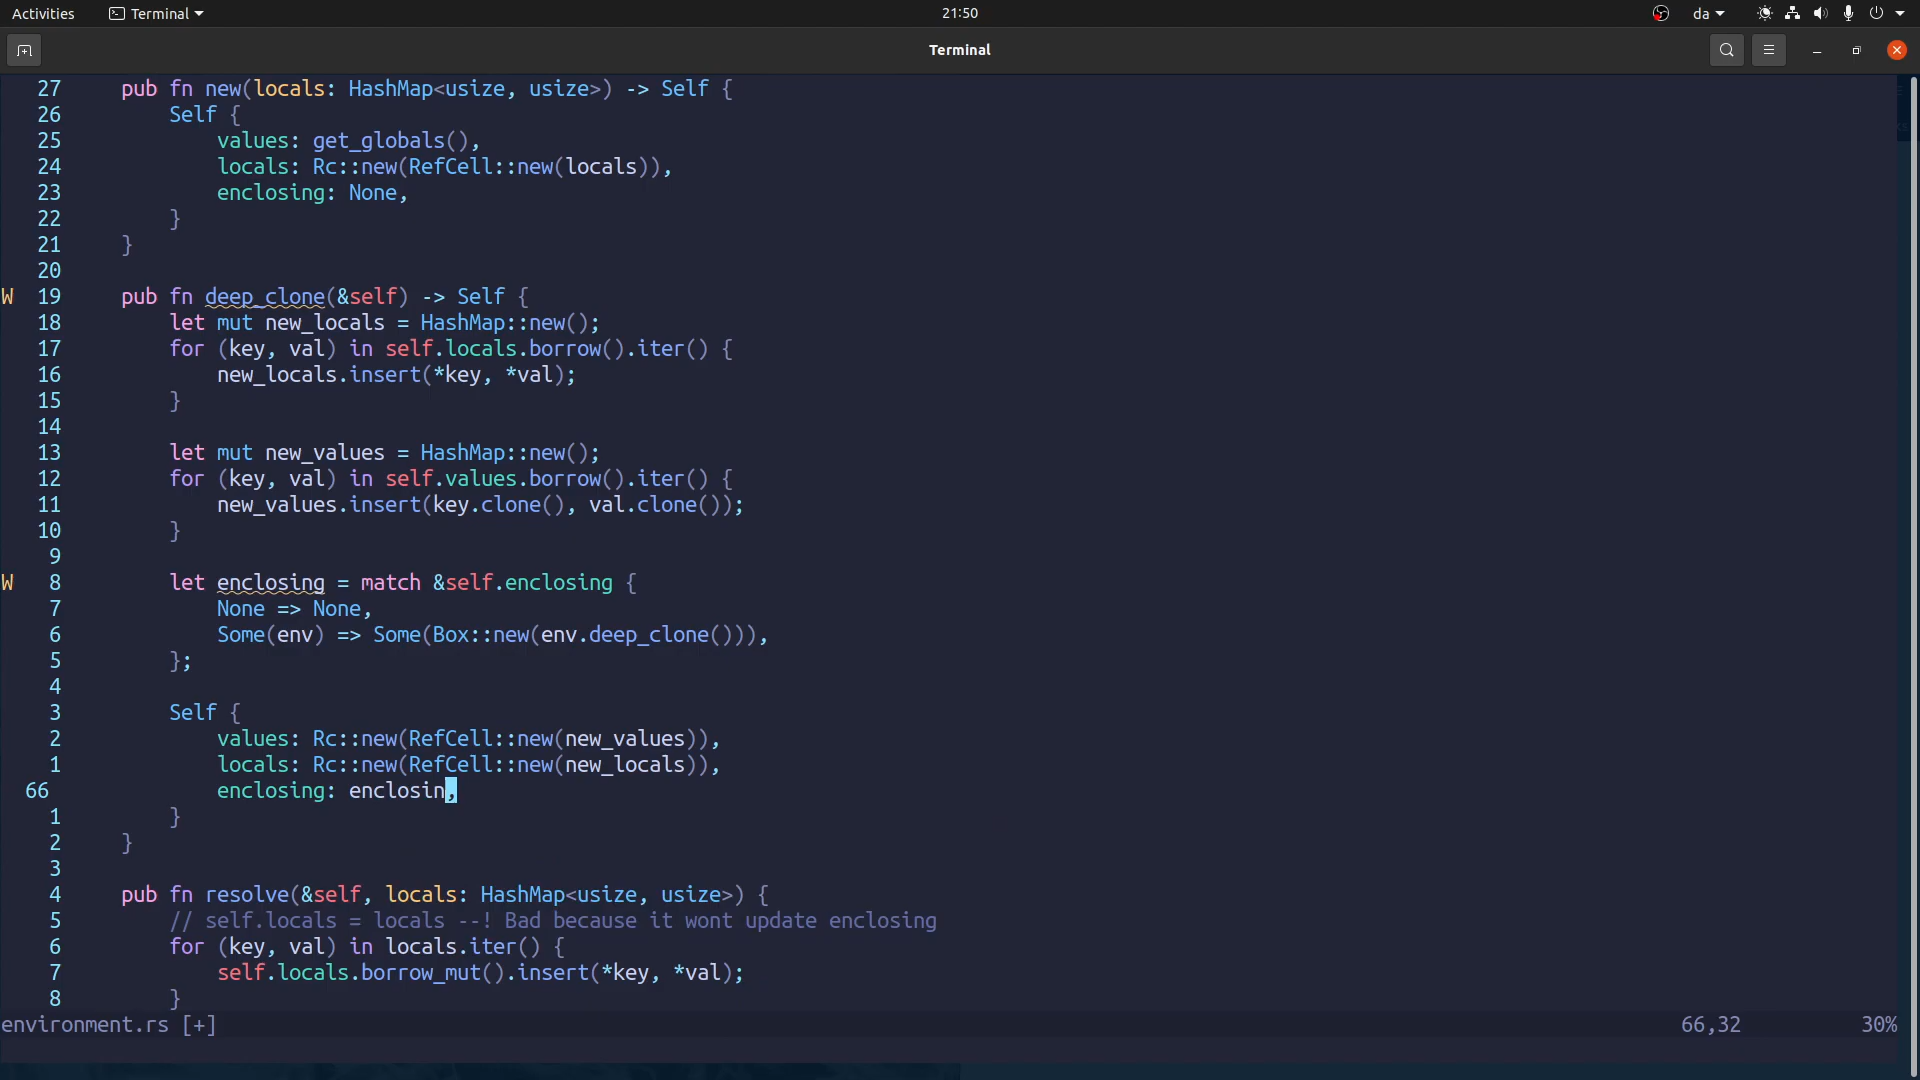 Activities Terminal 21:50 da
Terminal
27 pub fn new(locals: HashMap<usize, usize>) -> Self {
26 Self {
25 values: get_globals(),
24 locals: Rc::new(RefCell::new(locals)),
23 enclosing: None,
22 }
21 }
20
W 19 pub fn deep_clone(&self) -> Self {
18 let mut new_locals = HashMap::new();
17 for (key, val) in self.locals.borrow().iter() {
16 new_locals.insert(*key, *val);
15 }
14
13 let mut new_values = HashMap::new();
12 for (key, val) in self.values.borrow().iter() {
11 new_values.insert(key.clone(), val.clone());
10 }
9
W 8 let enclosing = match &self.enclosing {
7 None => None,
6 Some(env) => Some(Box::new(env.deep_clone())),
5 };
4
3 Self {
2 values: Rc::new(RefCell::new(new_values)),
1 locals: Rc::new(RefCell::new(new_locals)),
66 enclosing: enclosin,
1 }
2 }
3
4 pub fn resolve(&self, locals: HashMap<usize, usize>) {
5 // self.locals = locals --! Bad because it wont update enclosing
6 for (key, val) in locals.iter() {
7 self.locals.borrow_mut().insert(*key, *val);
8 }
environment.rs [+] 66,32 30%